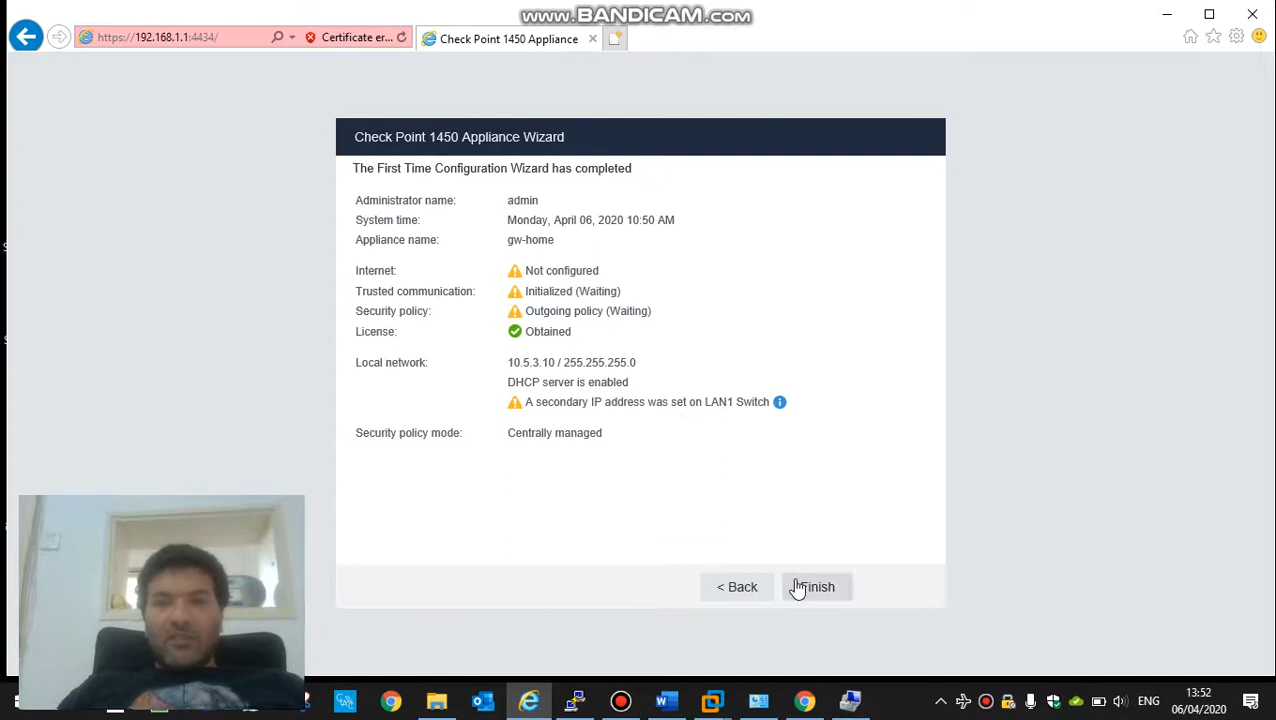 www.BANDICAM.com
https://192.168.1.1:4434/
Certificate er...
Check Point 1450 Appliance
Check Point 1450 Appliance Wizard
The First Time Configuration Wizard has completed
Administrator name: admin
System time: Monday, April 06, 2020 10:50 AM
Appliance name: gw-home
Internet: Not configured
Trusted communication: Initialized (Waiting)
Security policy: Outgoing policy (Waiting)
License: Obtained
Local network: 10.5.3.10 / 255.255.255.0
DHCP server is enabled
A secondary IP address was set on LAN1 Switch
Security policy mode: Centrally managed
< Back
Finish
ENG
13:52
06/04/2020